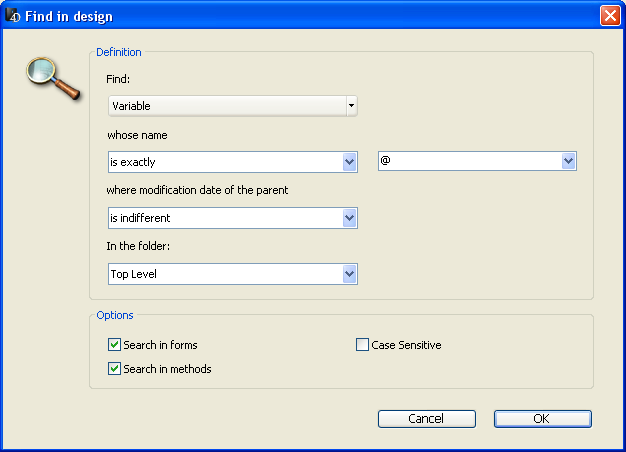 Find in design
Definition
Find:
Variable
whose name
is exactly
@
where modification date of the parent
is indifferent
In the folder:
Top Level
Options
Search in forms
Case Sensitive
Search in methods
Cancel
OK